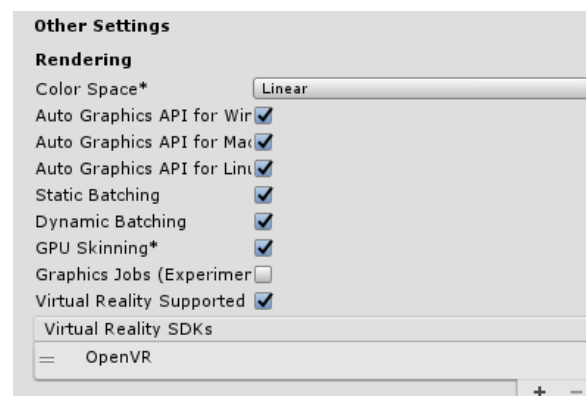 Other Settings
Rendering
Color Space* Linear
Auto Graphics API for Wir
Auto Graphics API for Mac
Auto Graphics API for Linu
Static Batching
Dynamic Batching
GPU Skinning*
Graphics Jobs (Experimer
Virtual Reality Supported
Virtual Reality SDKs
= OpenVR
+ −